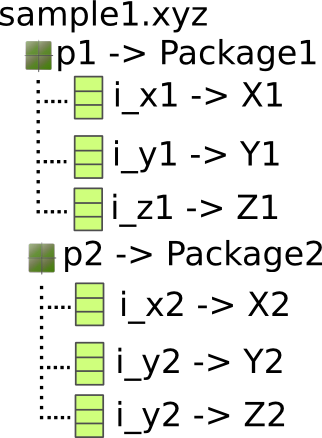 sample1.xyz
p1 -> Package1
i_x1 -> X1
i_y1 -> Y1
i_z1 -> Z1
p2 -> Package2
i_x2 -> X2
i_y2 -> Y2
i_y2 -> Z2